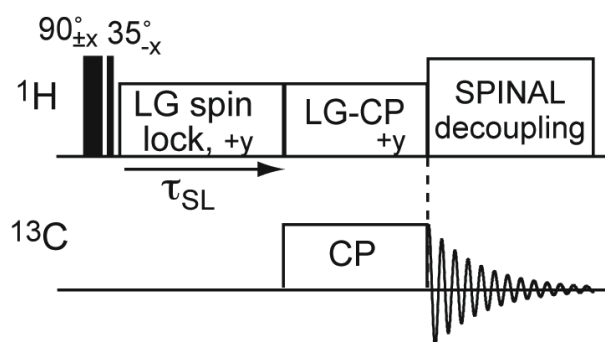 90°±x 35°-x
1H
LG spin
lock, +y
LG-CP
+y
SPINAL
decoupling
τSL
13C
CP